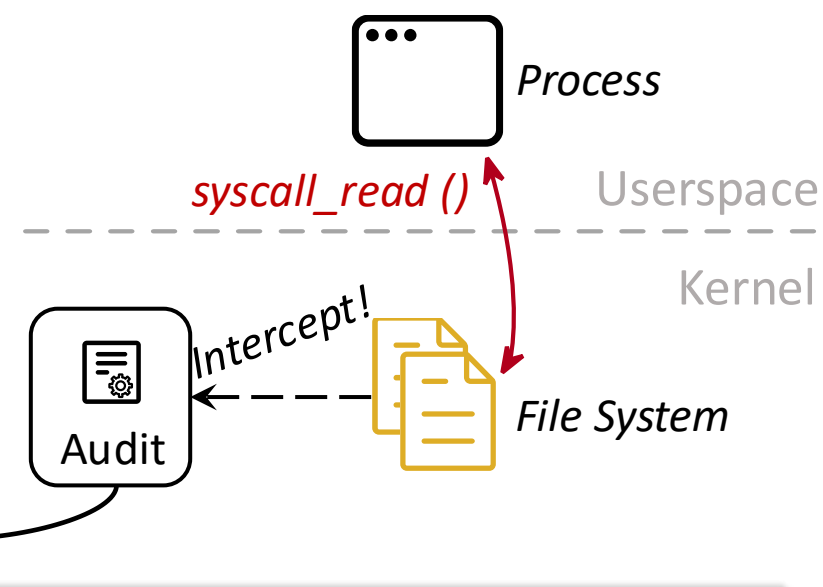 Process
syscall_read ()
Userspace
Kernel
Intercept!
File System
Audit